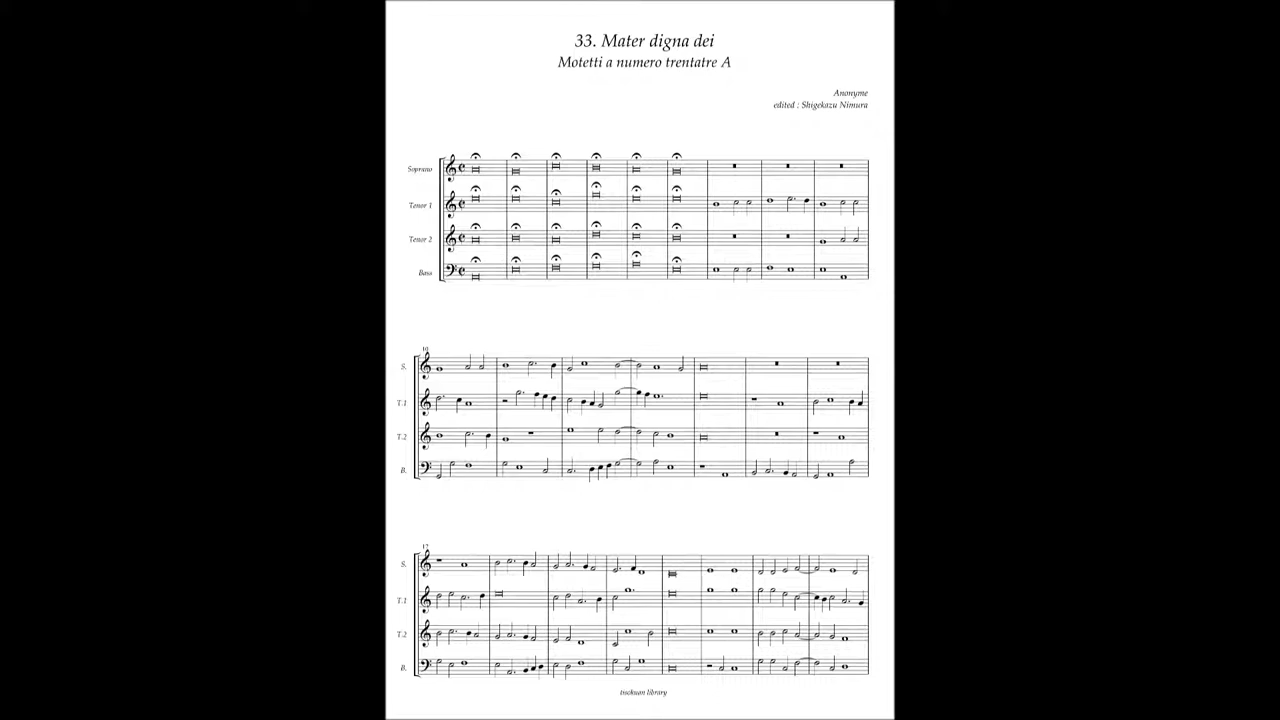 33. Mater digna dei
Motetti a numero trentatre A
Anonyme
edited : Shigekazu Nimura
Soprano
Tenor 1
Tenor 2
Bass
10
S.
T.1
T.2
B.
17
S.
T.1
T.2
B.
tisokuen library